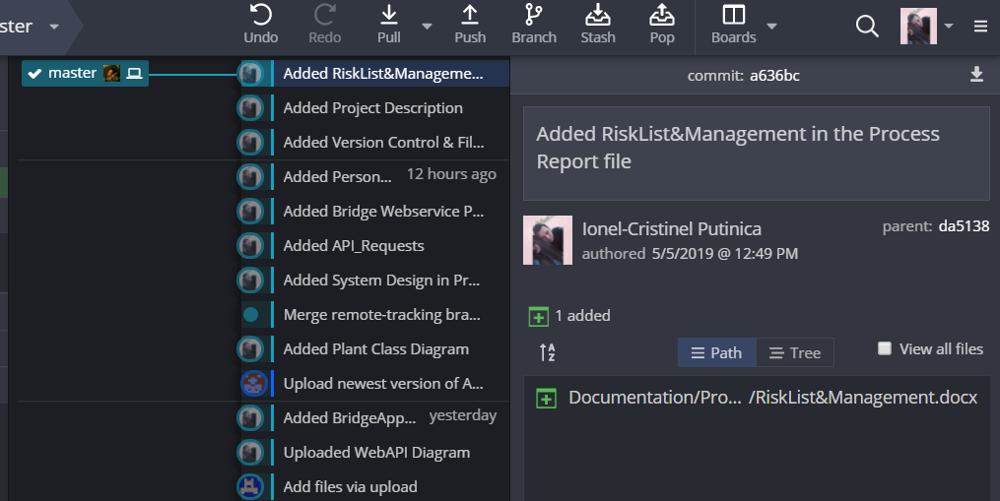 ster
Undo
Redo
Pull
Push
Branch
Stash
Pop
Boards
master
Added RiskList&Manageme...
Added Project Description
Added Version Control & Fil...
Added Person... 12 hours ago
Added Bridge Webservice P...
Added API_Requests
Added System Design in Pr...
Merge remote-tracking bra...
Added Plant Class Diagram
Upload newest version of A...
Added BridgeApp... yesterday
Uploaded WebAPI Diagram
Add files via upload
commit: a636bc
Added RiskList&Management in the Process
Report file
Ionel-Cristinel Putinica
parent: da5138
authored 5/5/2019 @ 12:49 PM
1 added
A
Z
Path
Tree
View all files
Documentation/Pro... /RiskList&Management.docx